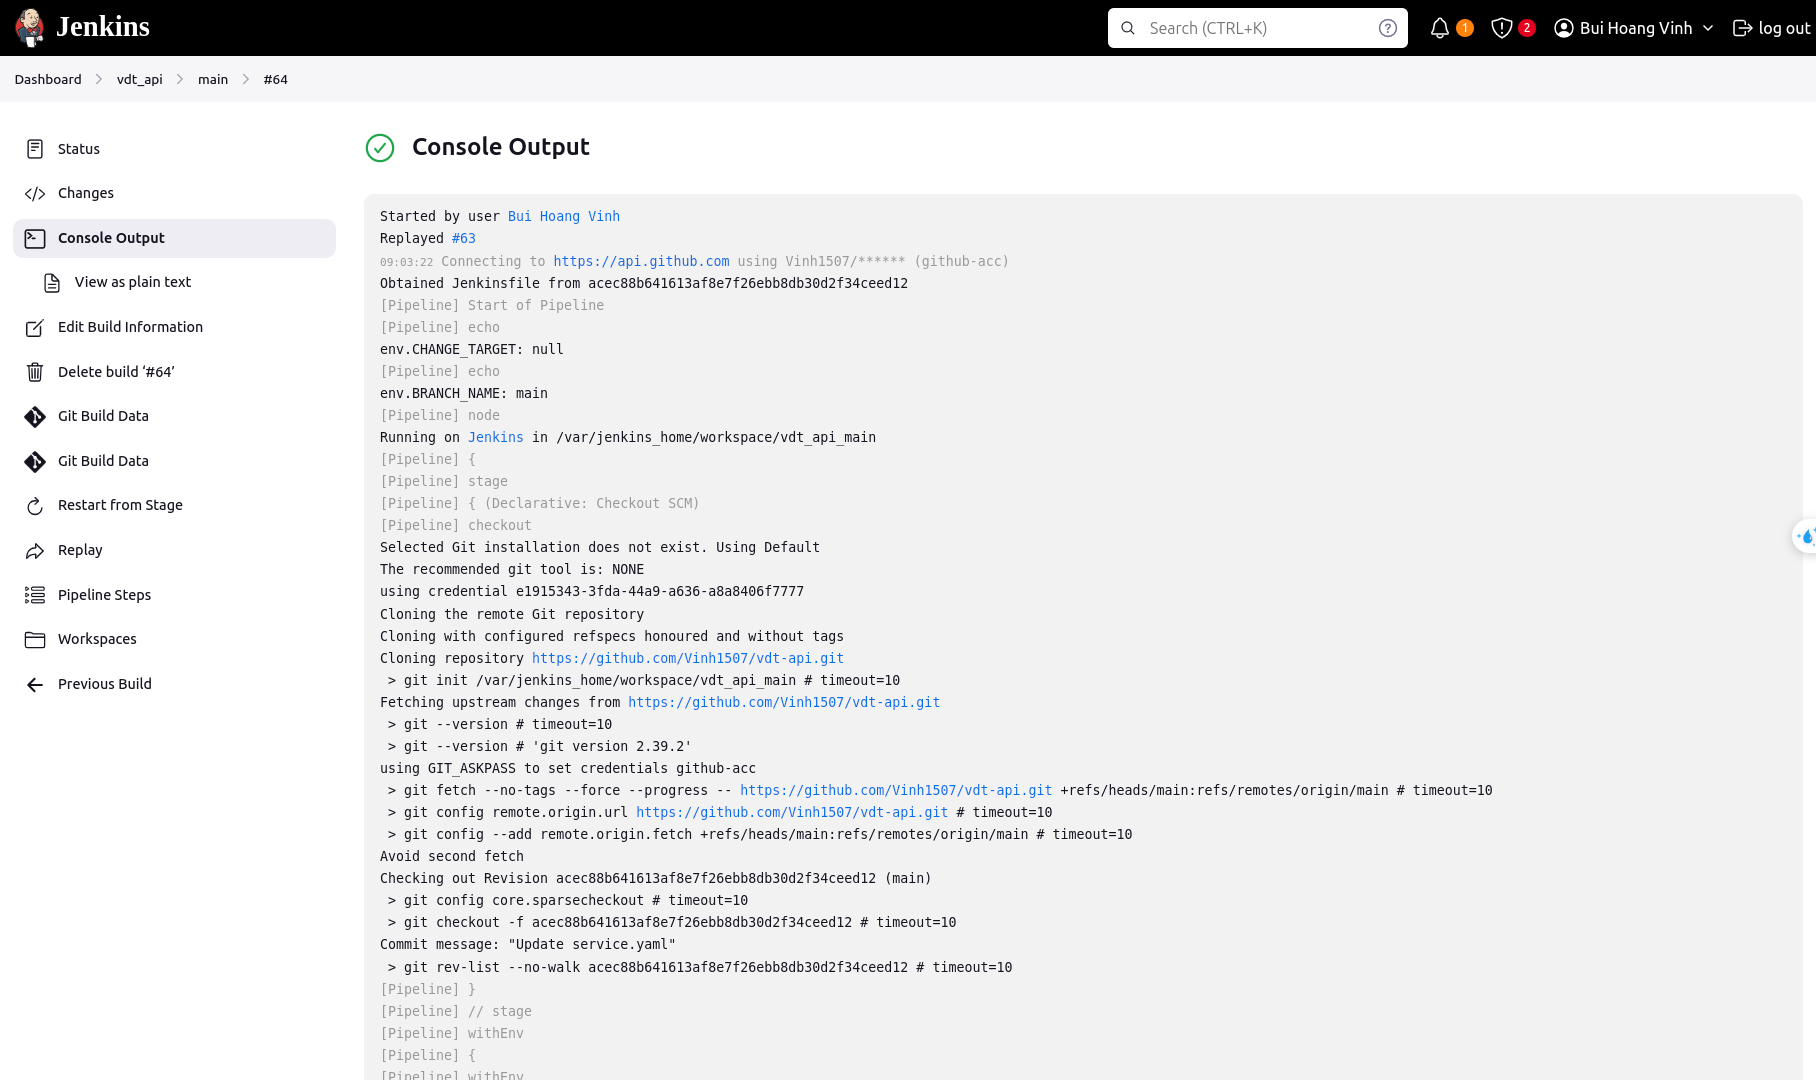 Jenkins
Search (CTRL+K)
1
2
Bui Hoang Vinh
log out
Dashboard
vdt_api
main
#64
Status
Changes
Console Output
View as plain text
Edit Build Information
Delete build ‘#64’
Git Build Data
Git Build Data
Restart from Stage
Replay
Pipeline Steps
Workspaces
Previous Build
Console Output
Started by user Bui Hoang Vinh
Replayed #63
09:03:22 Connecting to https://api.github.com using Vinh1507/****** (github-acc)
Obtained Jenkinsfile from acec88b641613af8e7f26ebb8db30d2f34ceed12
[Pipeline] Start of Pipeline
[Pipeline] echo
env.CHANGE_TARGET: null
[Pipeline] echo
env.BRANCH_NAME: main
[Pipeline] node
Running on Jenkins in /var/jenkins_home/workspace/vdt_api_main
[Pipeline] {
[Pipeline] stage
[Pipeline] { (Declarative: Checkout SCM)
[Pipeline] checkout
Selected Git installation does not exist. Using Default
The recommended git tool is: NONE
using credential e1915343-3fda-44a9-a636-a8a8406f7777
Cloning the remote Git repository
Cloning with configured refspecs honoured and without tags
Cloning repository https://github.com/Vinh1507/vdt-api.git
 > git init /var/jenkins_home/workspace/vdt_api_main # timeout=10
Fetching upstream changes from https://github.com/Vinh1507/vdt-api.git
 > git --version # timeout=10
 > git --version # 'git version 2.39.2'
using GIT_ASKPASS to set credentials github-acc
 > git fetch --no-tags --force --progress -- https://github.com/Vinh1507/vdt-api.git +refs/heads/main:refs/remotes/origin/main # timeout=10
 > git config remote.origin.url https://github.com/Vinh1507/vdt-api.git # timeout=10
 > git config --add remote.origin.fetch +refs/heads/main:refs/remotes/origin/main # timeout=10
Avoid second fetch
Checking out Revision acec88b641613af8e7f26ebb8db30d2f34ceed12 (main)
 > git config core.sparsecheckout # timeout=10
 > git checkout -f acec88b641613af8e7f26ebb8db30d2f34ceed12 # timeout=10
Commit message: "Update service.yaml"
 > git rev-list --no-walk acec88b641613af8e7f26ebb8db30d2f34ceed12 # timeout=10
[Pipeline] }
[Pipeline] // stage
[Pipeline] withEnv
[Pipeline] {
[Pipeline] withEnv